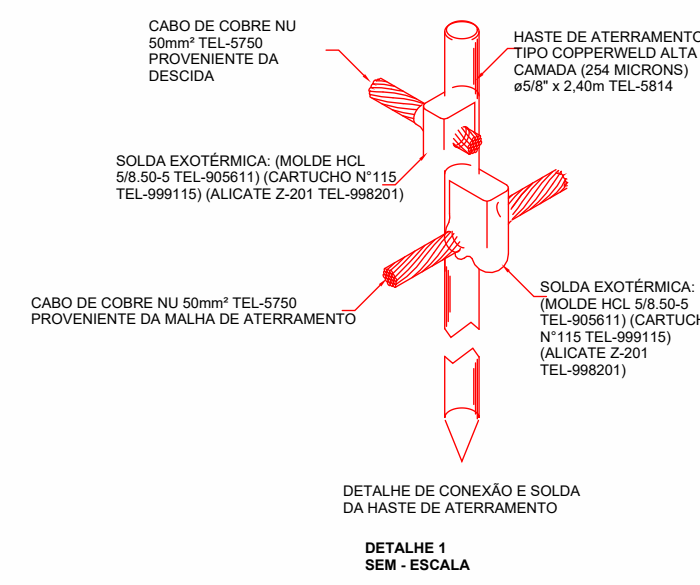 CABO DE COBRE NU
50mm² TEL-5750
PROVENIENTE DA
DESCIDA
HASTE DE ATERRAMENTO
TIPO COPPERWELD ALTA
CAMADA (254 MICRONS)
ø5/8" x 2,40m TEL-5814
SOLDA EXOTÉRMICA: (MOLDE HCL
5/8.50-5 TEL-905611) (CARTUCHO N°115
TEL-999115) (ALICATE Z-201 TEL-998201)
CABO DE COBRE NU 50mm² TEL-5750
PROVENIENTE DA MALHA DE ATERRAMENTO
SOLDA EXOTÉRMICA:
(MOLDE HCL 5/8.50-5
TEL-905611) (CARTUCH
N°115 TEL-999115)
(ALICATE Z-201
TEL-998201)
DETALHE DE CONEXÃO E SOLDA
DA HASTE DE ATERRAMENTO
DETALHE 1
SEM - ESCALA